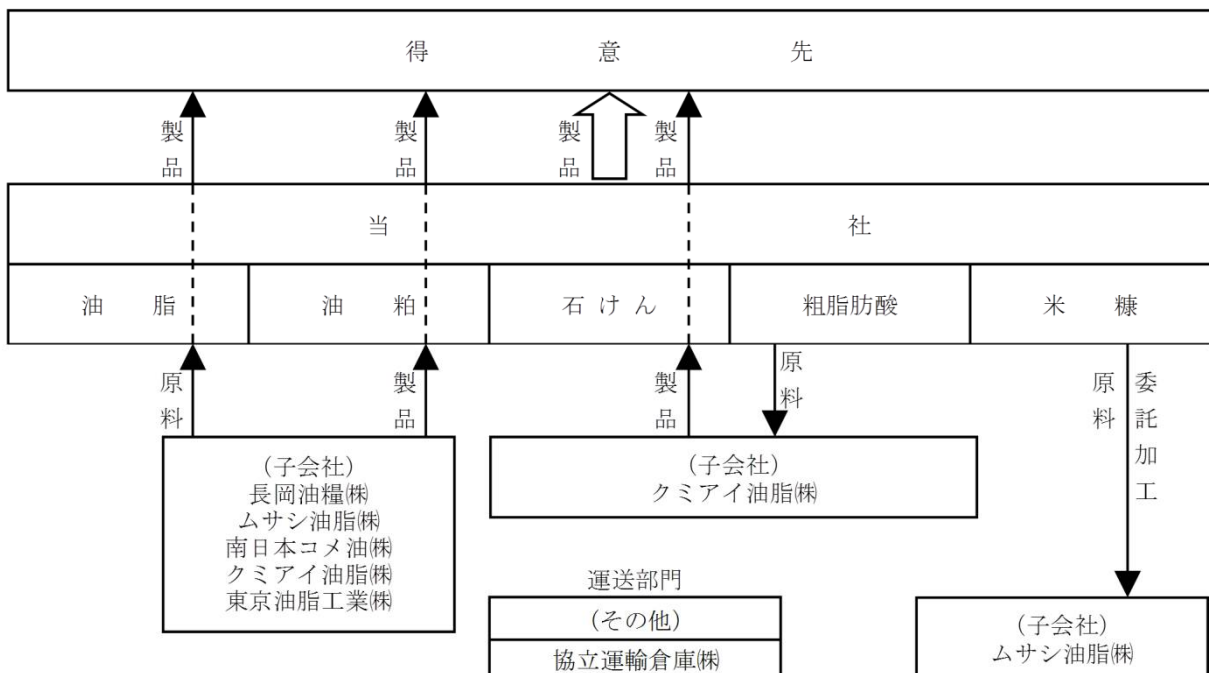 得意先
製品
製品
製品
製品
当社
油脂
油粕
石けん
粗脂肪酸
米糠
原料
製品
製品
原料
原料
委託加工
(子会社)
長岡油糧㈱
ムサシ油脂㈱
南日本コメ油㈱
クミアイ油脂㈱
東京油脂工業㈱
(子会社)
クミアイ油脂㈱
運送部門
(その他)
協立運輸倉庫㈱
(子会社)
ムサシ油脂㈱